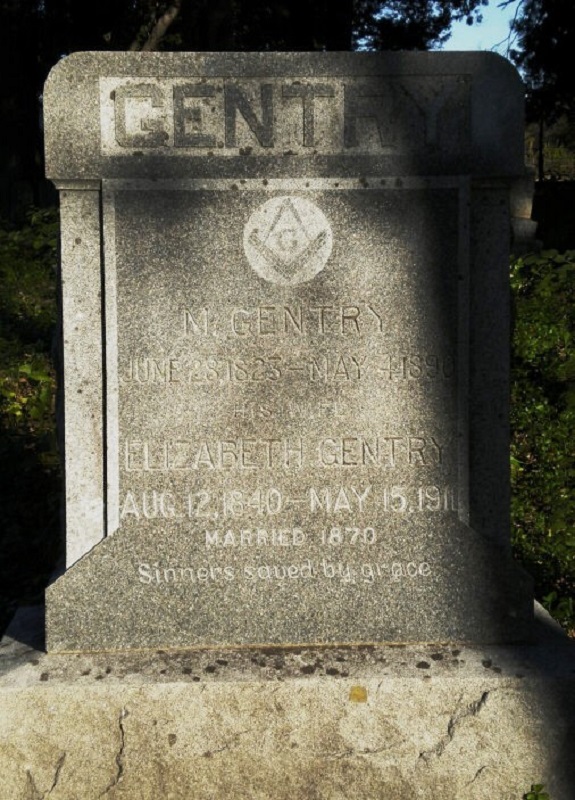 GENTRY
G
M. GENTRY
JUNE 28, 1823 — MAY 4, 1890
HIS WIFE
ELIZABETH GENTRY
AUG. 12, 1840 — MAY 15, 1911
MARRIED 1870
Sinners saved by grace